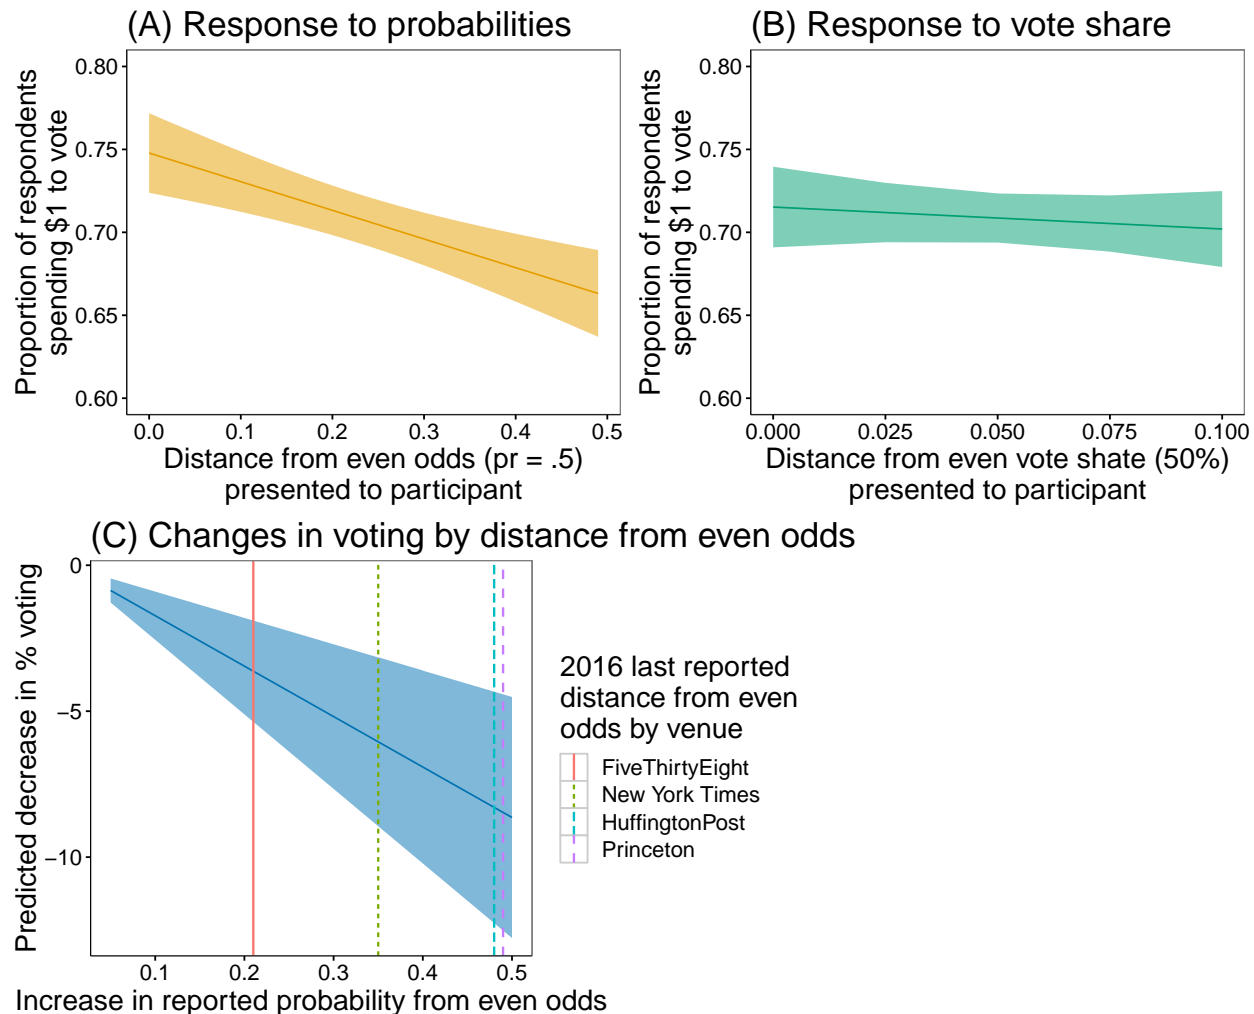 (A) Response to probabilities
Proportion of respondents
spending $1 to vote
0.80
0.75
0.70
0.65
0.60
0.0 0.1 0.2 0.3 0.4 0.5
Distance from even odds (pr = .5)
presented to participant
(B) Response to vote share
Proportion of respondents
spending $1 to vote
0.80
0.75
0.70
0.65
0.60
0.000 0.025 0.050 0.075 0.100
Distance from even vote shate (50%)
presented to participant
(C) Changes in voting by distance from even odds
Predicted decrease in % voting
0
−5
−10
0.1 0.2 0.3 0.4 0.5
Increase in reported probability from even odds
2016 last reported
distance from even
odds by venue
FiveThirtyEight
New York Times
HuffingtonPost
Princeton